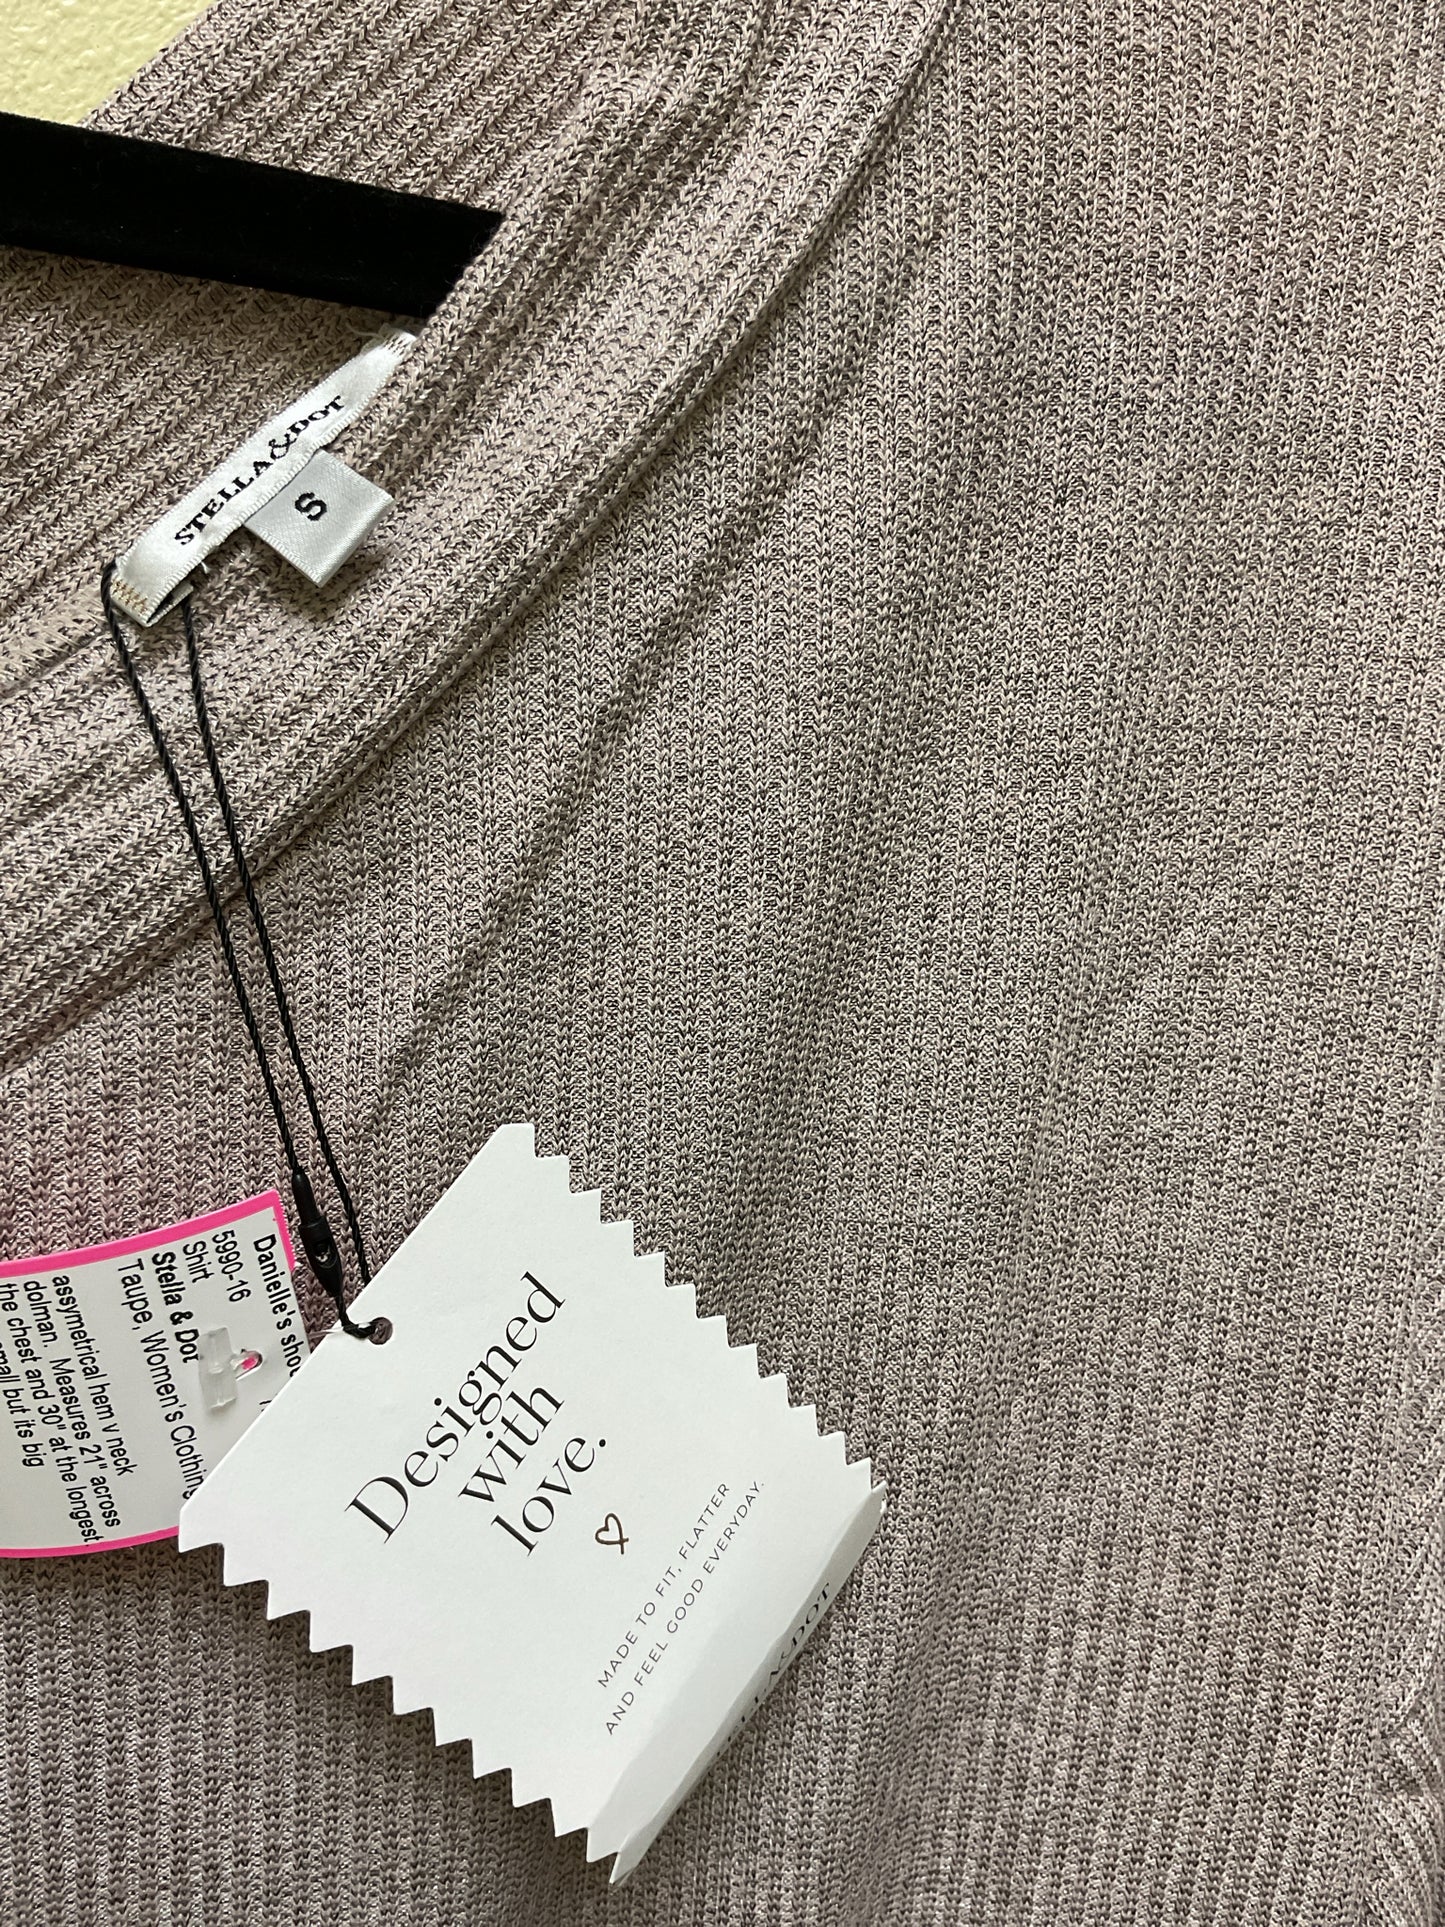 STELLA&DOT
S
Danielle's
5990-16
Shirt
Stella & Dot
Taupe, Women's Clothing
assymetrical hem v neck
dolman. Measures 21" across
the chest and 30" at the longest.
but its big
Designed
with
love.
MADE TO FIT, FLATTER
AND FEEL GOOD EVERYDAY.
&DOT